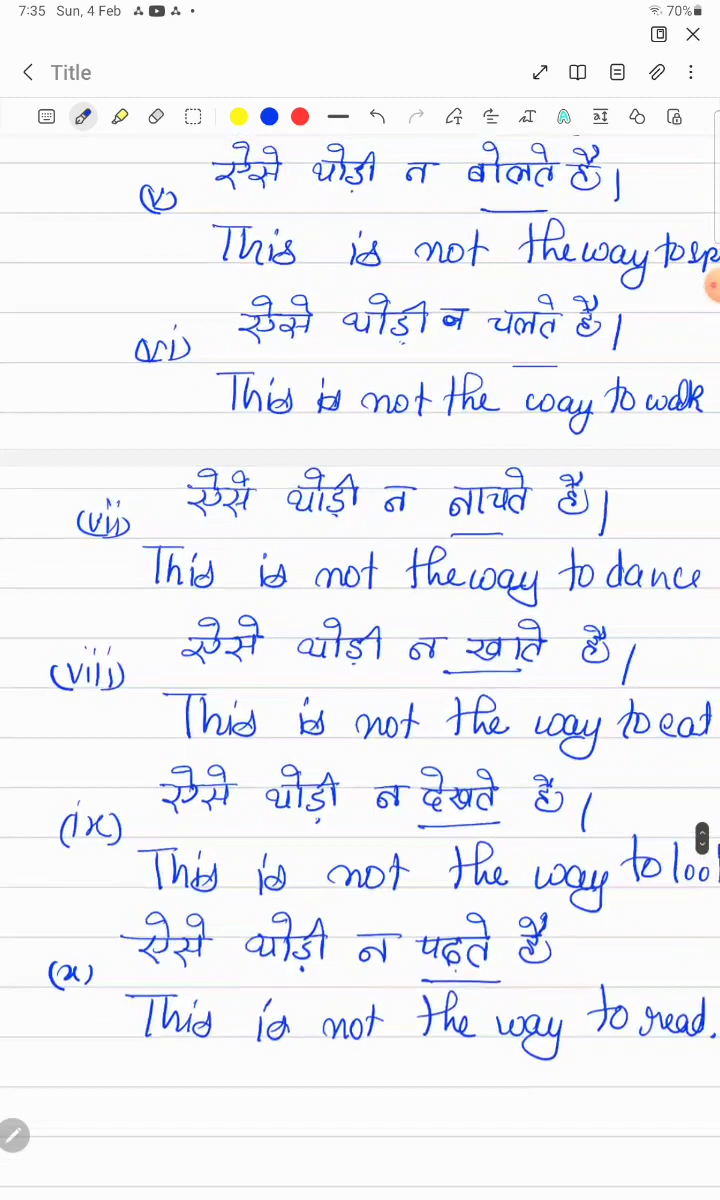 7:35 Sun, 4 Feb
70%
Title
(v) ऐसे थोड़ी न बोलते हैं।
This is not the way to sp
(vi) ऐसे थोड़ी न चलते हैं।
This is not the way to walk
(vii) ऐसे थोड़ी न नाचते हैं।
This is not the way to dance
(viii) ऐसे थोड़ी न खाते हैं।
This is not the way to eat
(ix) ऐसे थोड़ी न देखते हैं।
This is not the way to look
(x) ऐसे थोड़ी न पढ़ते हैं
This is not the way to read.